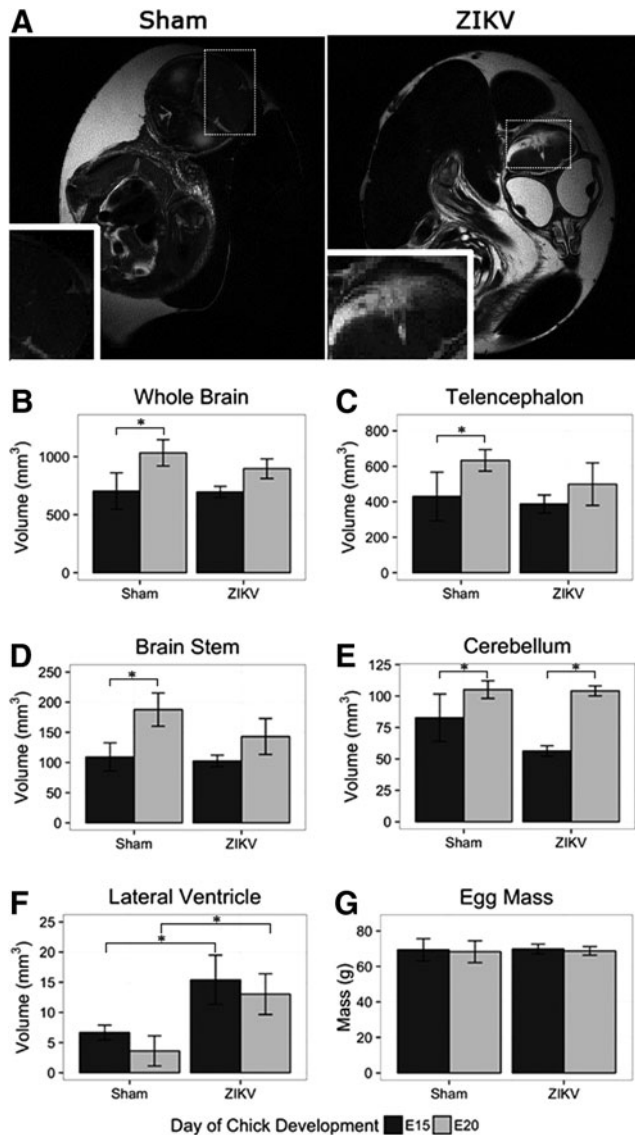 A
Sham
ZIKV
B
Whole Brain
Volume (mm³)
1000
500
0
*
Sham
ZIKV
C
Telencephalon
Volume (mm³)
800
600
400
200
0
*
Sham
ZIKV
D
Brain Stem
Volume (mm³)
250
200
150
100
50
0
*
Sham
ZIKV
E
Cerebellum
Volume (mm³)
125
100
75
50
25
0
*
*
Sham
ZIKV
F
Lateral Ventricle
Volume (mm³)
25
20
15
10
5
0
*
*
Sham
ZIKV
G
Egg Mass
Mass (g)
80
60
40
20
0
Sham
ZIKV
Day of Chick Development E15 E20